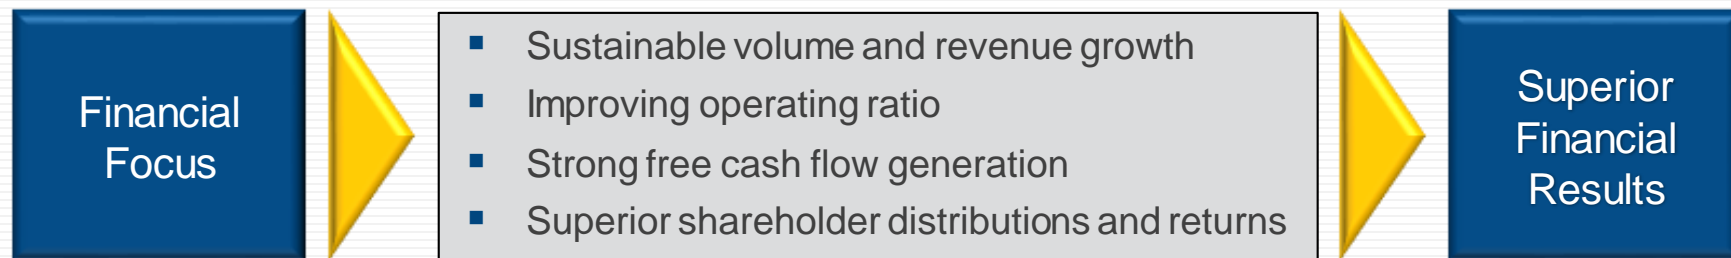 Financial
Focus
▪ Sustainable volume and revenue growth
▪ Improving operating ratio
▪ Strong free cash flow generation
▪ Superior shareholder distributions and returns
Superior
Financial
Results